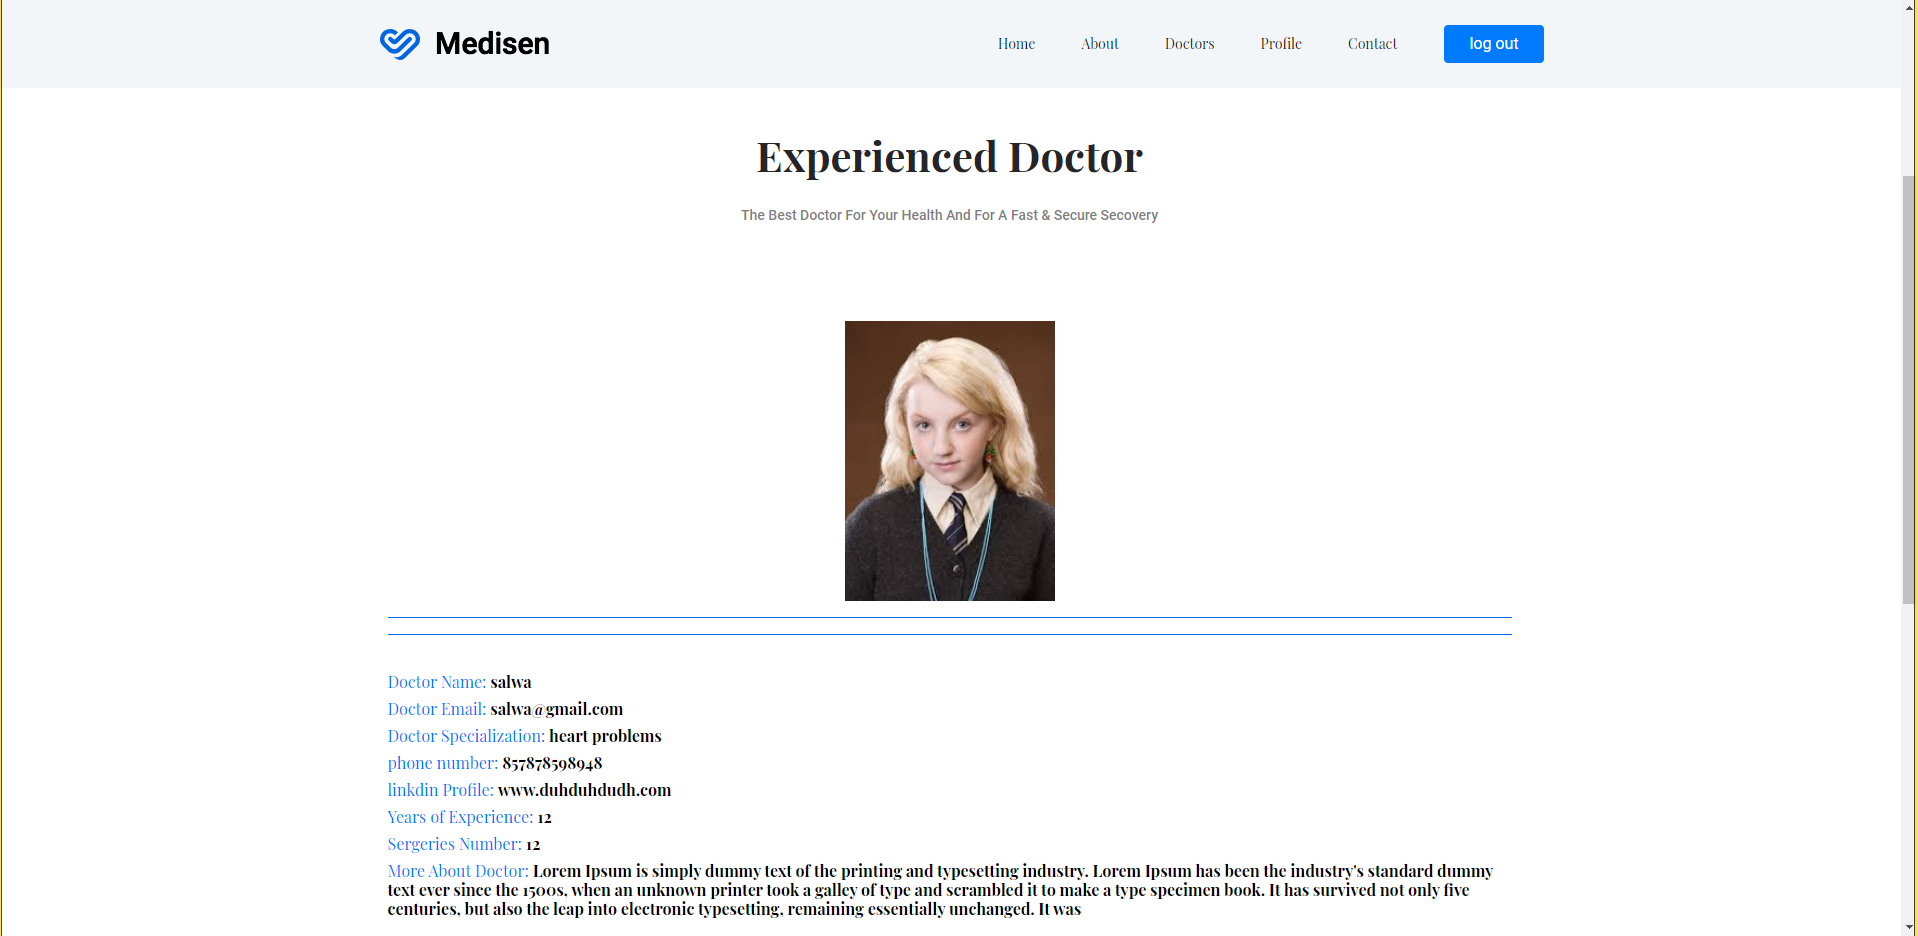 Medisen
Home
About
Doctors
Profile
Contact
log out
Experienced Doctor
The Best Doctor For Your Health And For A Fast & Secure Secovery
Doctor Name: salwa
Doctor Email: salwa@gmail.com
Doctor Specialization: heart problems
phone number: 857878598948
linkdin Profile: www.duhduhdudh.com
Years of Experience: 12
Sergeries Number: 12
More About Doctor: Lorem Ipsum is simply dummy text of the printing and typesetting industry. Lorem Ipsum has been the industry's standard dummy
text ever since the 1500s, when an unknown printer took a galley of type and scrambled it to make a type specimen book. It has survived not only five
centuries, but also the leap into electronic typesetting, remaining essentially unchanged. It was